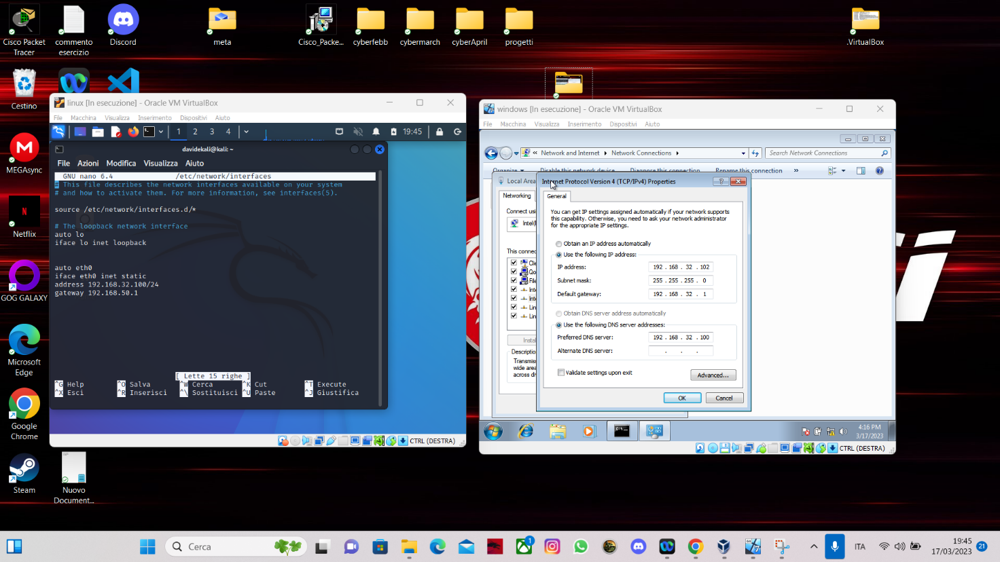 Cisco Packet
Tracer
commento
esercizio
Discord
meta
Cisco_Packe...
cyberfebb
cybermarch
cyberApril
progetti
.VirtualBox
Cestino
MEGAsync
Netflix
GOG GALAXY
Microsoft
Edge
Google
Chrome
Steam
Nuovo
Document...
linux [In esecuzione] - Oracle VM VirtualBox
File Macchina Visualizza Inserimento Dispositivi Aiuto
1 2 3 4 19:45
davidekali@kali: ~
File Azioni Modifica Visualizza Aiuto
GNU nano 6.4 /etc/network/interfaces
# This file describes the network interfaces available on your system
# and how to activate them. For more information, see interfaces(5).
source /etc/network/interfaces.d/*
# The loopback network interface
auto lo
iface lo inet loopback
auto eth0
iface eth0 inet static
address 192.168.32.100/24
gateway 192.168.50.1
[ Lette 15 righe ]
^G Help ^O Salva ^W Cerca ^K Cut ^T Execute
^X Esci ^R Inserisci ^\ Sostituisci ^U Paste ^J Giustifica
CTRL (DESTRA)
windows [In esecuzione] - Oracle VM VirtualBox
File Macchina Visualizza Inserimento Dispositivi Aiuto
« Network and Internet Network Connections
Search Network Connections
Organize Disable this network device Diagnose this connection Rename this connection »
Local Area
Networking
Connect usi
Intel(
This conne
Clie
Qo
File
Inte
Inte
Lin
Lin
Instal
Descriptio
Transmis
wide area
across di
Internet Protocol Version 4 (TCP/IPv4) Properties
General
You can get IP settings assigned automatically if your network supports
this capability. Otherwise, you need to ask your network administrator
for the appropriate IP settings.
Obtain an IP address automatically
Use the following IP address:
IP address: 192 . 168 . 32 . 102
Subnet mask: 255 . 255 . 255 . 0
Default gateway: 192 . 168 . 32 . 1
Obtain DNS server address automatically
Use the following DNS server addresses:
Preferred DNS server: 192 . 168 . 32 . 100
Alternate DNS server: . . .
Validate settings upon exit
Advanced...
OK Cancel
4:16 PM
3/17/2023
CTRL (DESTRA)
Cerca
1
ITA
19:45
17/03/2023
21